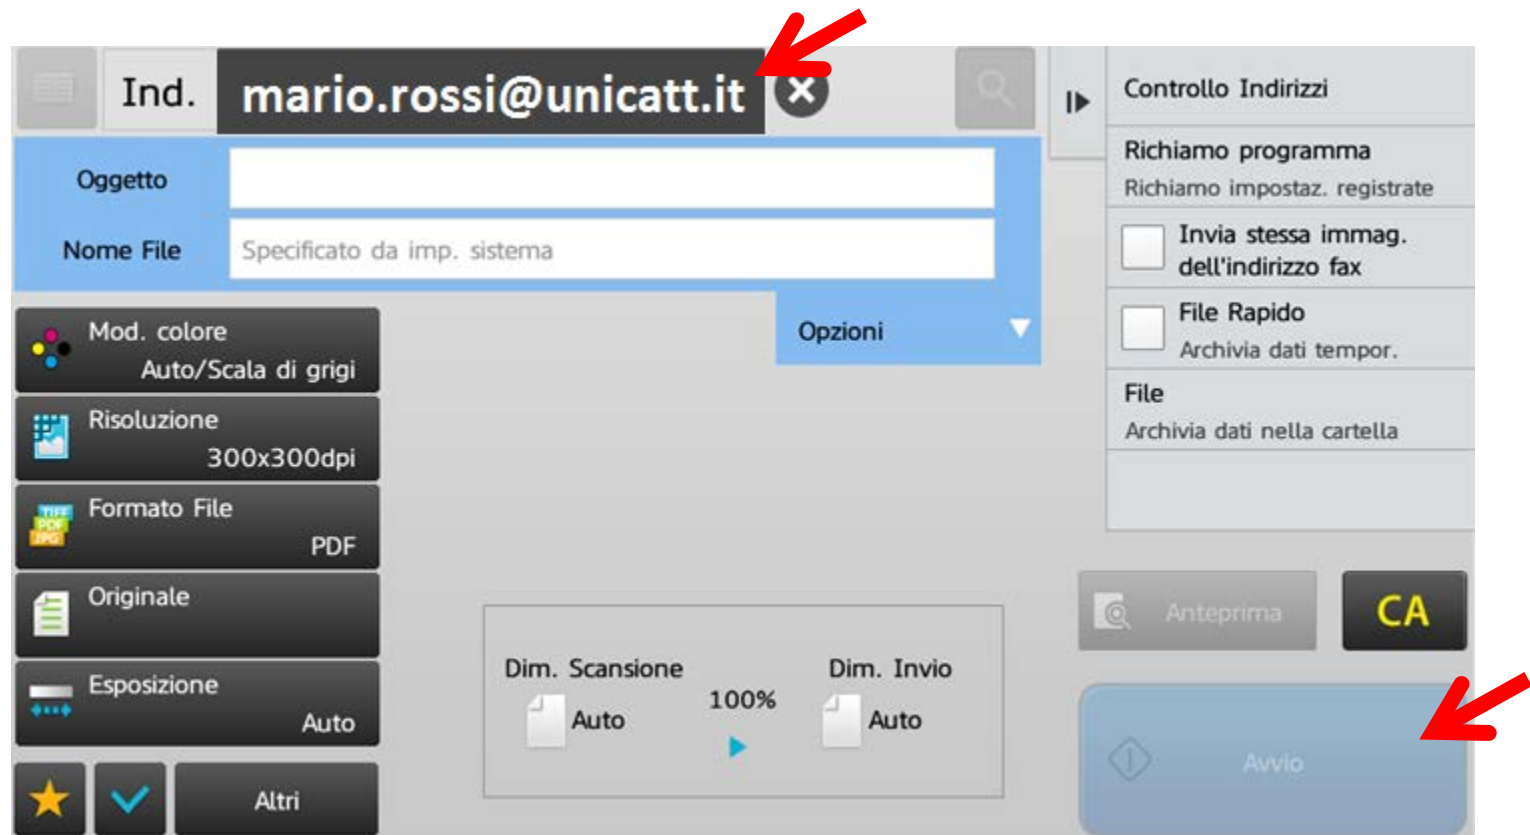 Ind. mario.rossi@unicatt.it
Oggetto
Nome File Specificato da imp. sistema
Opzioni
Mod. colore
Auto/Scala di grigi
Risoluzione
300x300dpi
TIFF
PDF
JPG
Formato File
PDF
Originale
Esposizione
Auto
Altri
Dim. Scansione
Auto
100%
Dim. Invio
Auto
Controllo Indirizzi
Richiamo programma
Richiamo impostaz. registrate
Invia stessa immag.
dell'indirizzo fax
File Rapido
Archivia dati tempor.
File
Archivia dati nella cartella
Anteprima
CA
Avvio